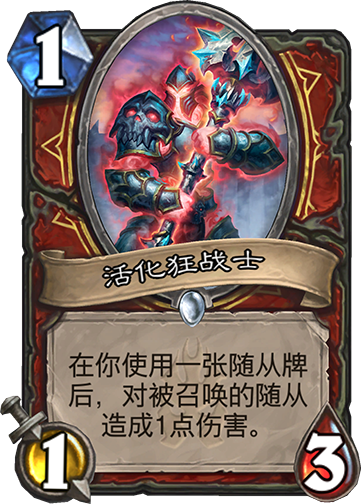 1
活化狂战士
在你使用一张随从牌
后，对被召唤的随从
造成1点伤害。
1
3